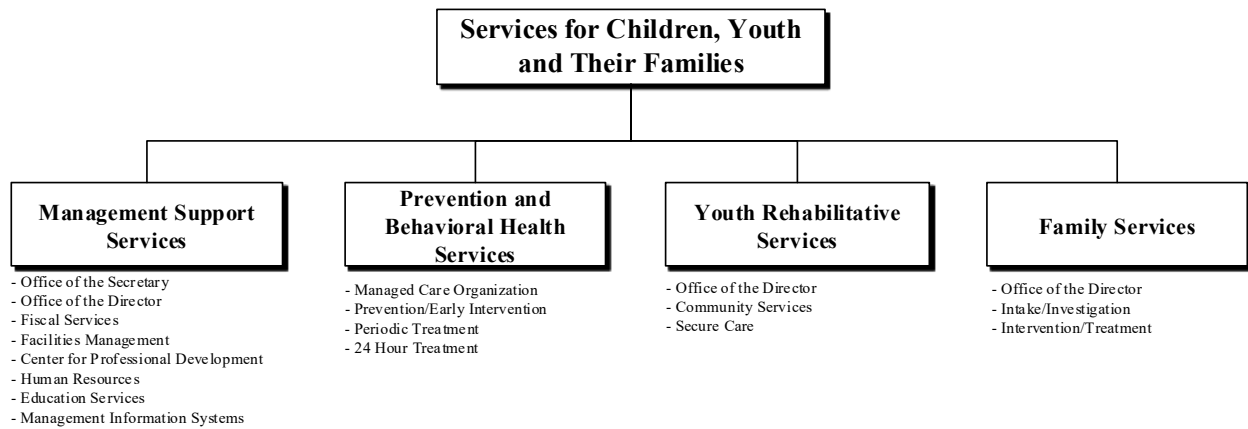 Services for Children, Youth
and Their Families
Management Support
Services
- Office of the Secretary
- Office of the Director
- Fiscal Services
- Facilities Management
- Center for Professional Development
- Human Resources
- Education Services
- Management Information Systems
Prevention and
Behavioral Health
Services
- Managed Care Organization
- Prevention/Early Intervention
- Periodic Treatment
- 24 Hour Treatment
Youth Rehabilitative
Services
- Office of the Director
- Community Services
- Secure Care
Family Services
- Office of the Director
- Intake/Investigation
- Intervention/Treatment